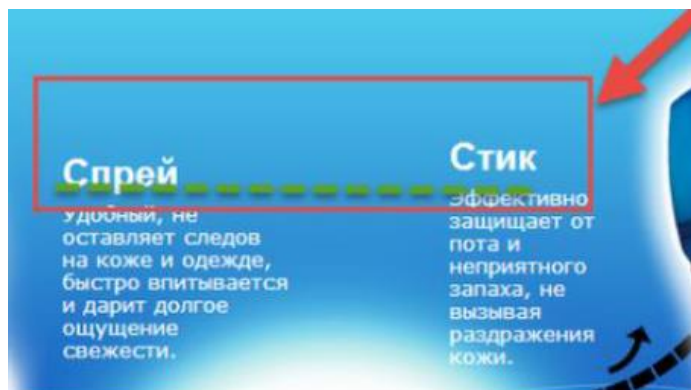 Спрей
Удобный, не
оставляет следов
на коже и одежде,
быстро впитывается
и дарит долгое
ощущение
свежести.
Стик
Эффективно
защищает от
пота и
неприятного
запаха, не
вызывая
раздражения
кожи.